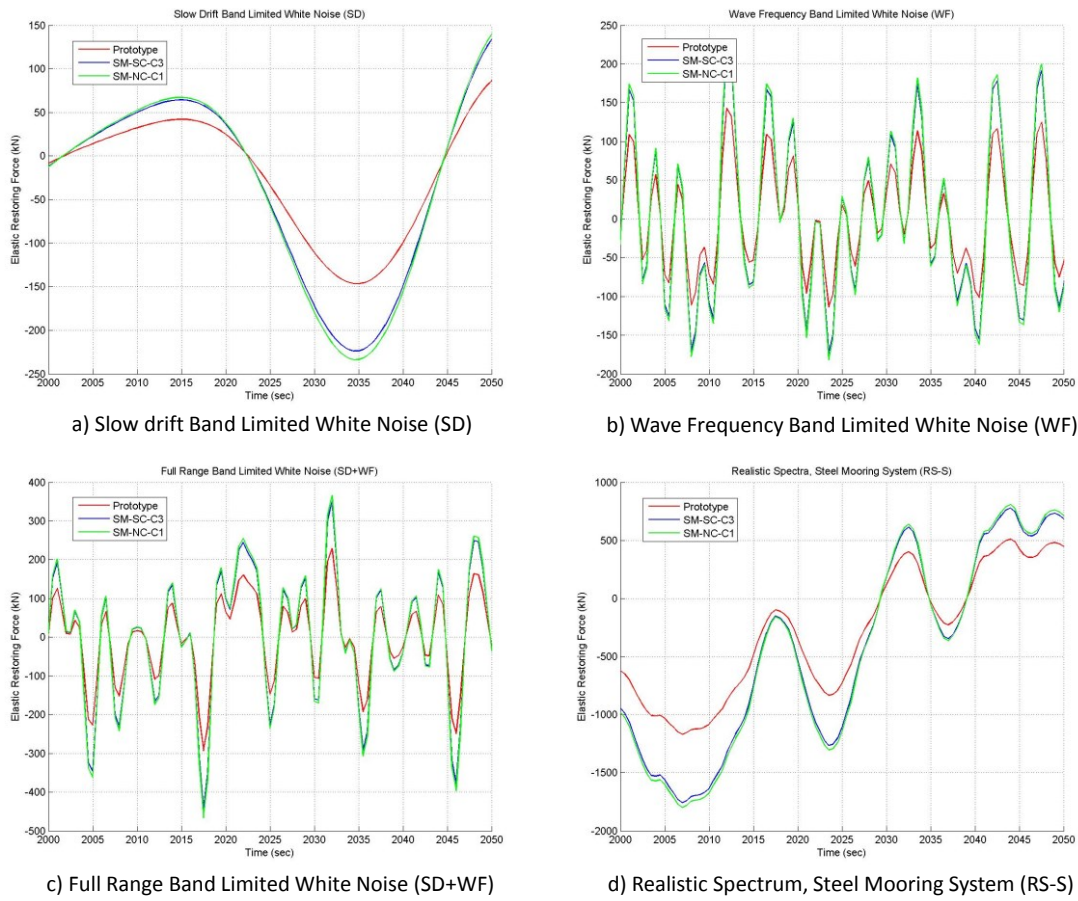 Slow Drift Band Limited White Noise (SD)
Elastic Restoring Force (kN)
150
100
50
0
-50
-100
-150
-200
-250
Prototype
SM-SC-C3
SM-NC-C1
2000 2005 2010 2015 2020 2025 2030 2035 2040 2045 2050
Time (sec)
a) Slow drift Band Limited White Noise (SD)
Wave Frequency Band Limited White Noise (WF)
Elastic Restoring Force (kN)
200
150
100
50
0
-50
-100
-150
-200
Prototype
SM-SC-C3
SM-NC-C1
2000 2005 2010 2015 2020 2025 2030 2035 2040 2045 2050
Time (sec)
b) Wave Frequency Band Limited White Noise (WF)
Full Range Band Limited White Noise (SD+WF)
Elastic Restoring Force (kN)
400
300
200
100
0
-100
-200
-300
-400
-500
Prototype
SM-SC-C3
SM-NC-C1
2000 2005 2010 2015 2020 2025 2030 2035 2040 2045 2050
Time (sec)
c) Full Range Band Limited White Noise (SD+WF)
Realistic Spectra, Steel Mooring System (RS-S)
Elastic Restoring Force (kN)
1000
500
0
-500
-1000
-1500
-2000
Prototype
SM-SC-C3
SM-NC-C1
2000 2005 2010 2015 2020 2025 2030 2035 2040 2045 2050
Time (sec)
d) Realistic Spectrum, Steel Mooring System (RS-S)